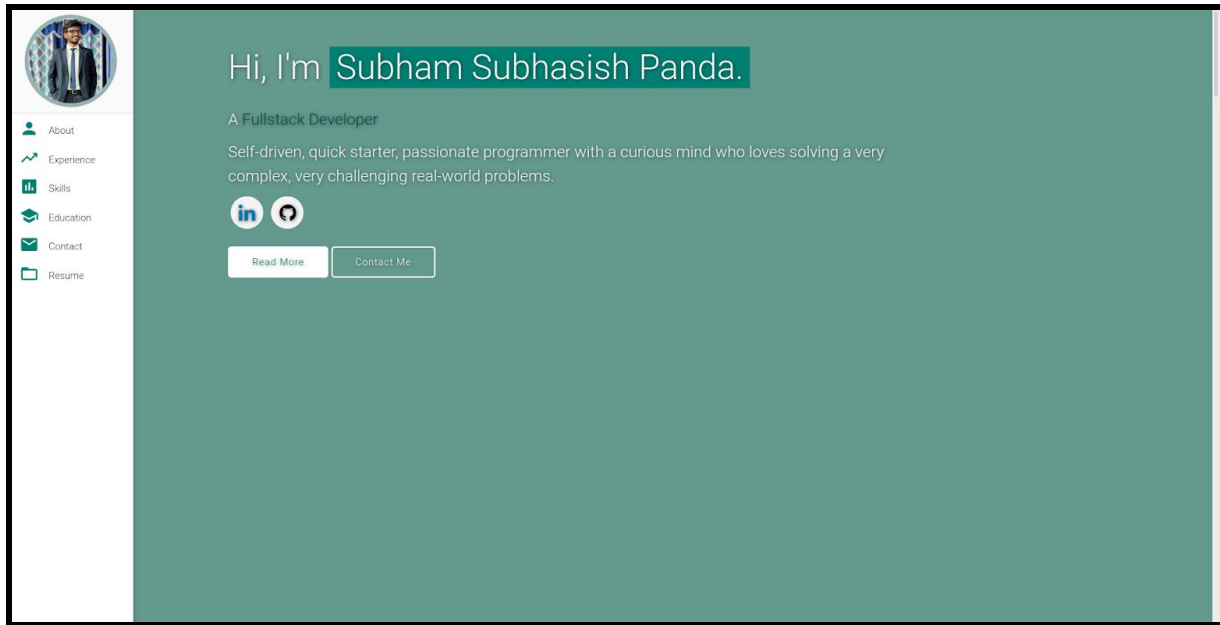 About
Experience
Skills
Education
Contact
Resume
Hi, I'm Subham Subhasish Panda.
A Fullstack Developer
Self-driven, quick starter, passionate programmer with a curious mind who loves solving a very
complex, very challenging real-world problems.
in
Read More Contact Me